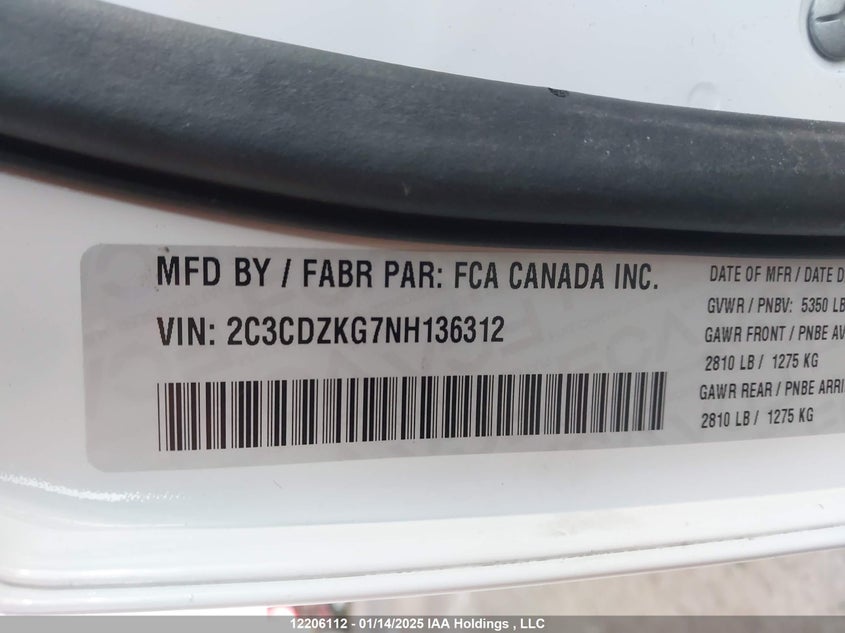 MFD BY / FABR PAR: FCA CANADA INC.
VIN: 2C3CDZKG7NH136312
DATE OF MFR / DATE D
GVWR / PNBV: 5350 LB
GAWR FRONT / PNBE AV
2810 LB / 1275 KG
GAWR REAR / PNBE ARRI
2810 LB / 1275 KG
12206112 - 01/14/2025 IAA Holdings , LLC